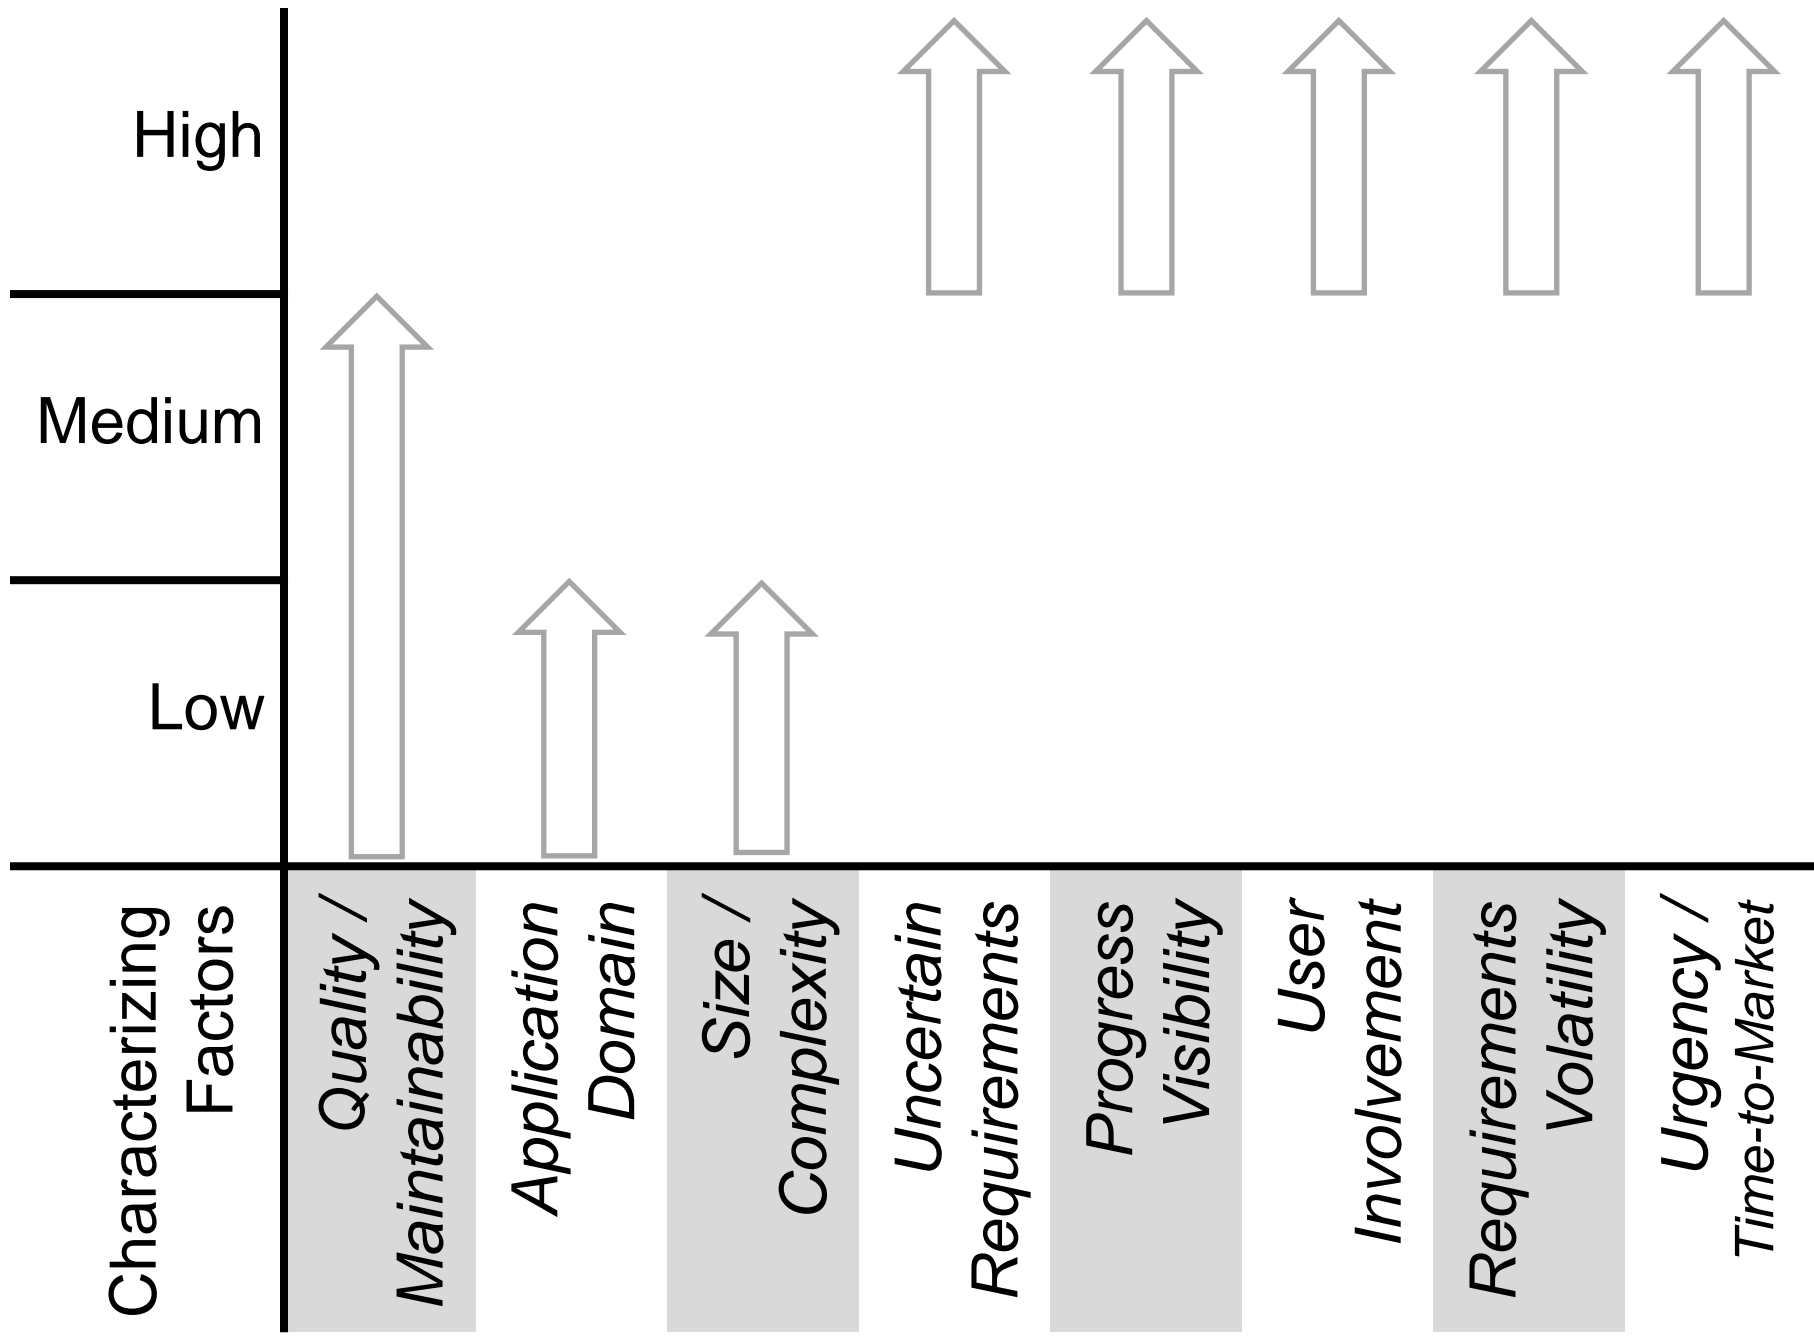 High
Medium
Low
Characterizing
Factors
Quality /
Maintainability
Application
Domain
Size /
Complexity
Uncertain
Requirements
Progress
Visibility
User
Involvement
Requirements
Volatility
Urgency /
Time-to-Market